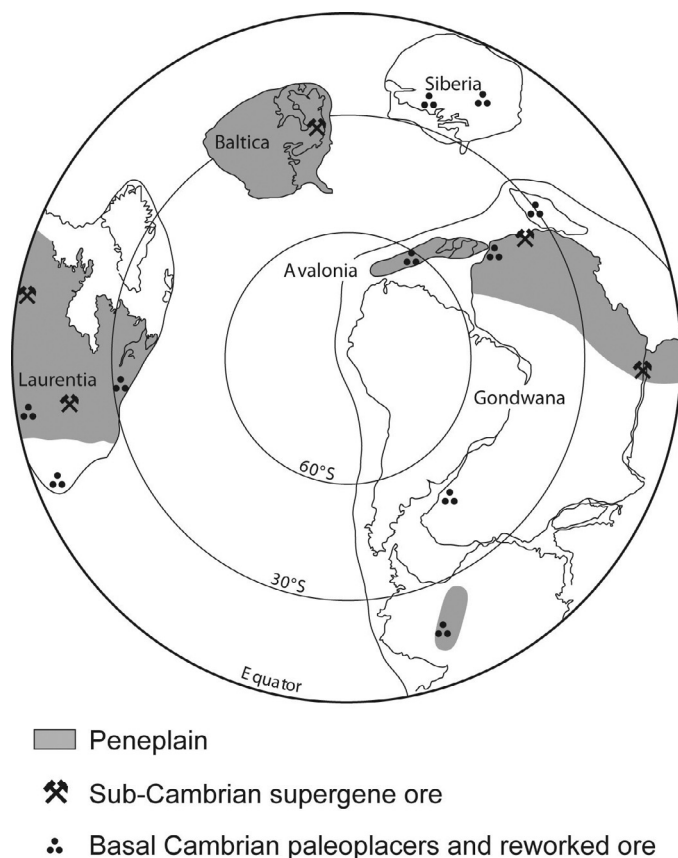 Siberia
Baltica
Avalonia
Laurentia
Gondwana
60°S
30°S
Equator
Peneplain
Sub-Cambrian supergene ore
Basal Cambrian paleoplacers and reworked ore